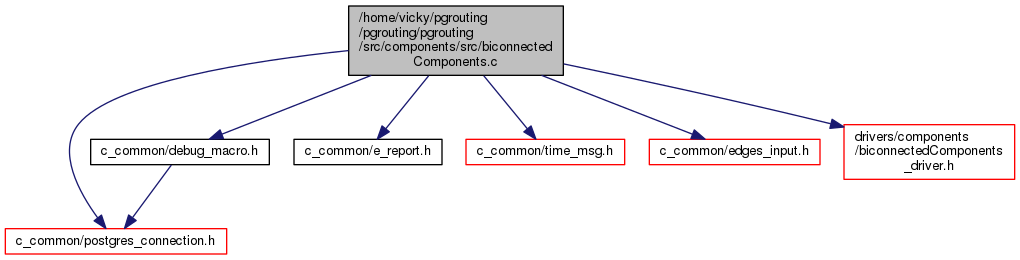 /home/vicky/pgrouting
/pgrouting/pgrouting
/src/components/src/biconnected
Components.c
c_common/debug_macro.h
c_common/e_report.h
c_common/time_msg.h
c_common/edges_input.h
drivers/components
/biconnectedComponents
_driver.h
c_common/postgres_connection.h